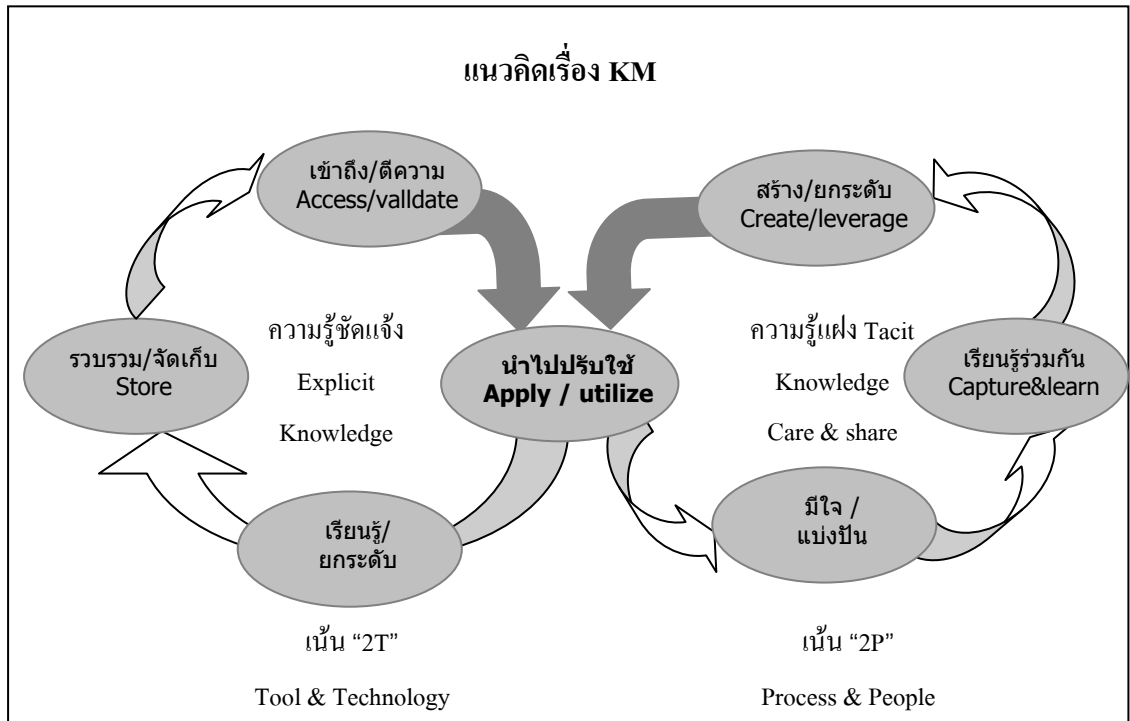 แนวคิดเรื่อง KM
เข้าถึง/ตีความ
Access/valldate
สร้าง/ยกระดับ
Create/leverage
รวบรวม/จัดเก็บ
Store
ความรู้ชัดแจ้ง
Explicit
Knowledge
นำไปปรับใช้
Apply / utilize
ความรู้แฝง Tacit
Knowledge
Care & share
เรียนรู้ร่วมกัน
Capture&learn
เรียนรู้/
ยกระดับ
มีใจ /
แบ่งปัน
เน้น “2T”
Tool & Technology
เน้น “2P”
Process & People